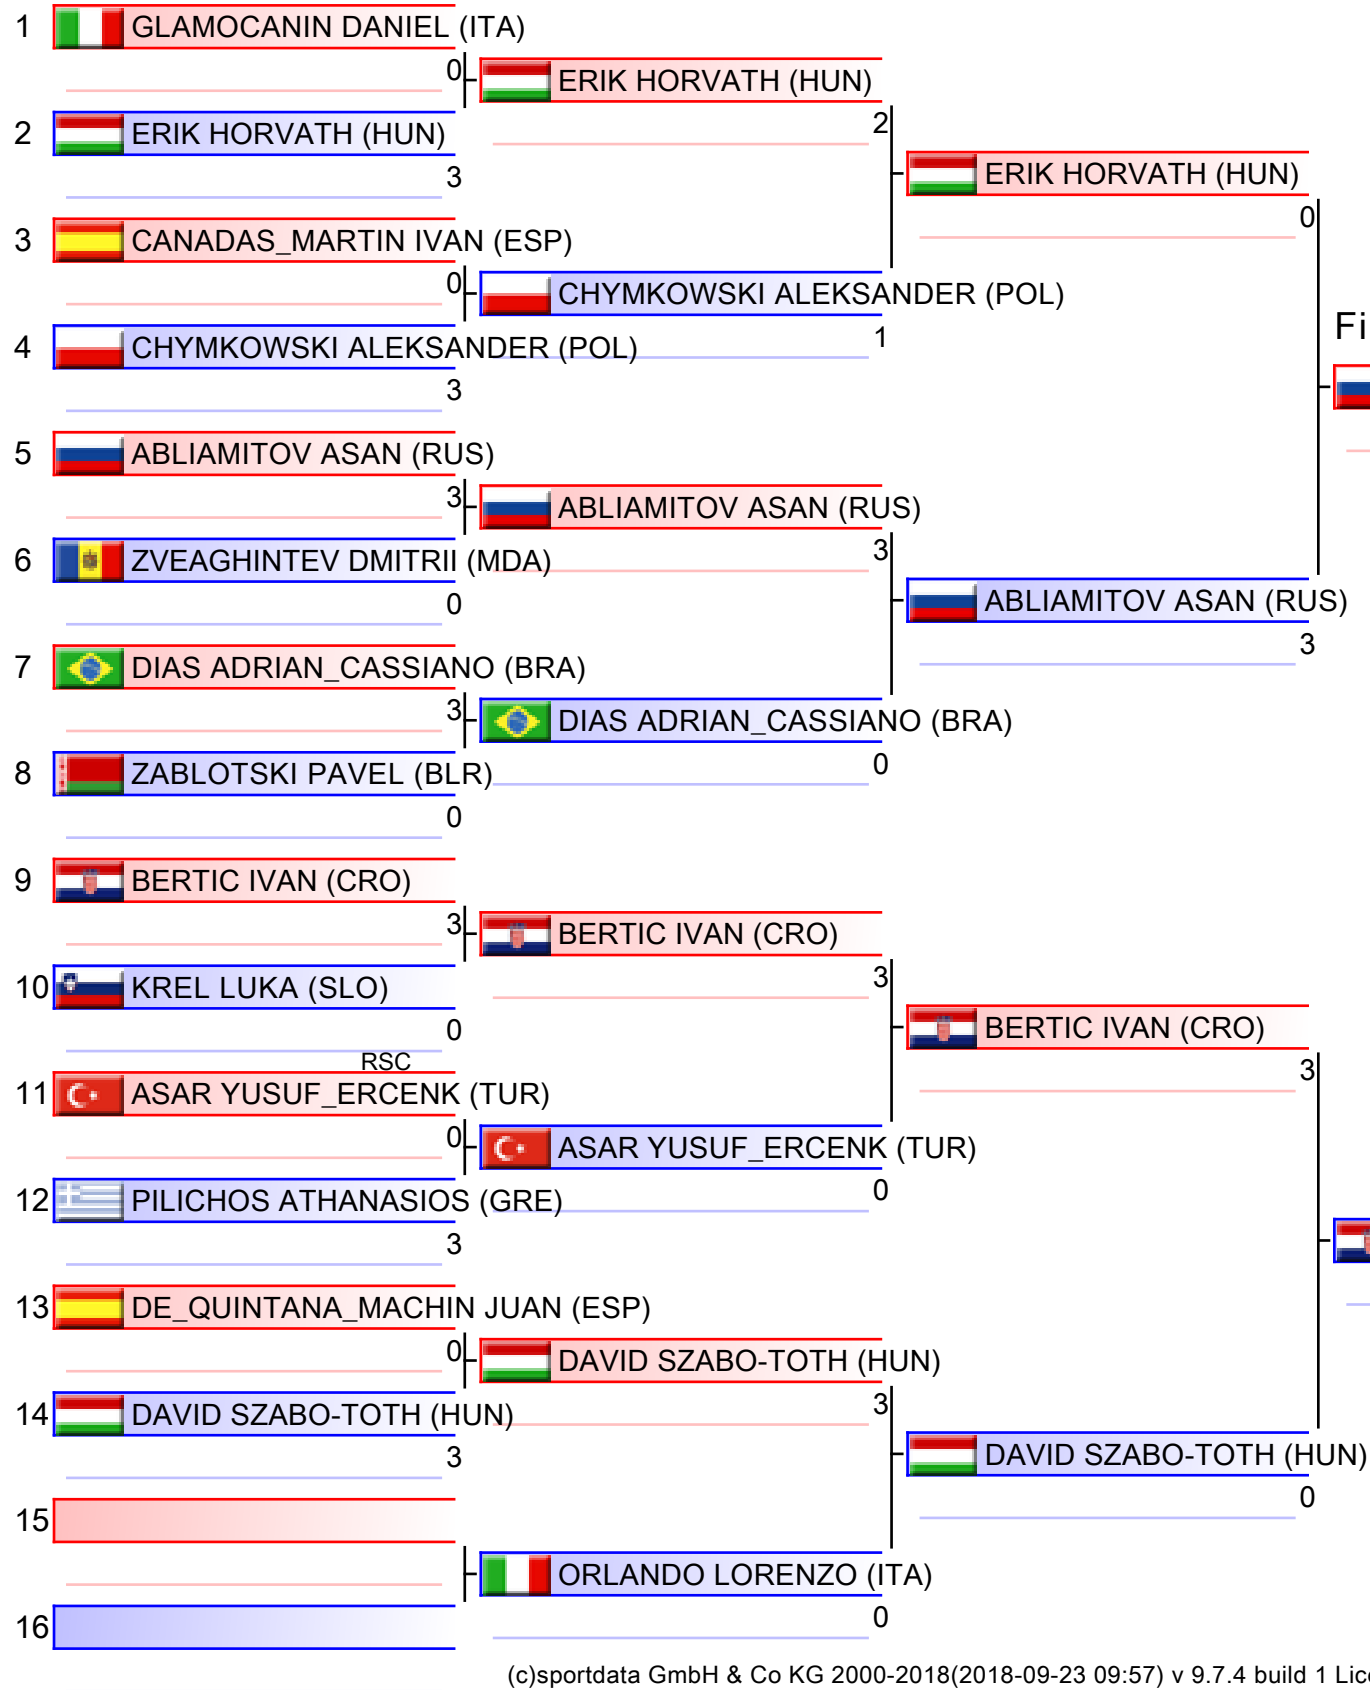 1 GLAMOCANIN DANIEL (ITA)
0
ERIK HORVATH (HUN)
2 ERIK HORVATH (HUN)
2
3
ERIK HORVATH (HUN)
0
3 CANADAS_MARTIN IVAN (ESP)
0
CHYMKOWSKI ALEKSANDER (POL)
1
Fi
4 CHYMKOWSKI ALEKSANDER (POL)
3
5 ABLIAMITOV ASAN (RUS)
3
ABLIAMITOV ASAN (RUS)
3
6 ZVEAGHINTEV DMITRII (MDA)
0
ABLIAMITOV ASAN (RUS)
3
7 DIAS ADRIAN_CASSIANO (BRA)
3
DIAS ADRIAN_CASSIANO (BRA)
0
8 ZABLOTSKI PAVEL (BLR)
0
9 BERTIC IVAN (CRO)
3
BERTIC IVAN (CRO)
3
10 KREL LUKA (SLO)
0
BERTIC IVAN (CRO)
3
RSC
11 ASAR YUSUF_ERCENK (TUR)
0
ASAR YUSUF_ERCENK (TUR)
0
12 PILICHOS ATHANASIOS (GRE)
3
13 DE_QUINTANA_MACHIN JUAN (ESP)
0
DAVID SZABO-TOTH (HUN)
3
14 DAVID SZABO-TOTH (HUN)
3
DAVID SZABO-TOTH (HUN)
0
15
ORLANDO LORENZO (ITA)
0
16
(c)sportdata GmbH & Co KG 2000-2018(2018-09-23 09:57) v 9.7.4 build 1 Lice